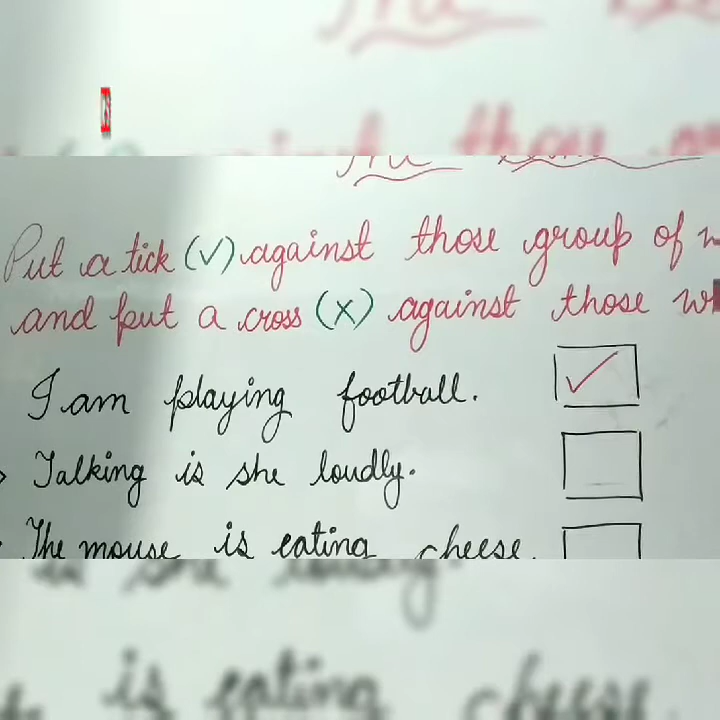 The
Put a tick (✓) against those group of
and put a cross (x) against those
I am playing football. ✓
Talking is she loudly.
The mouse is eating cheese.